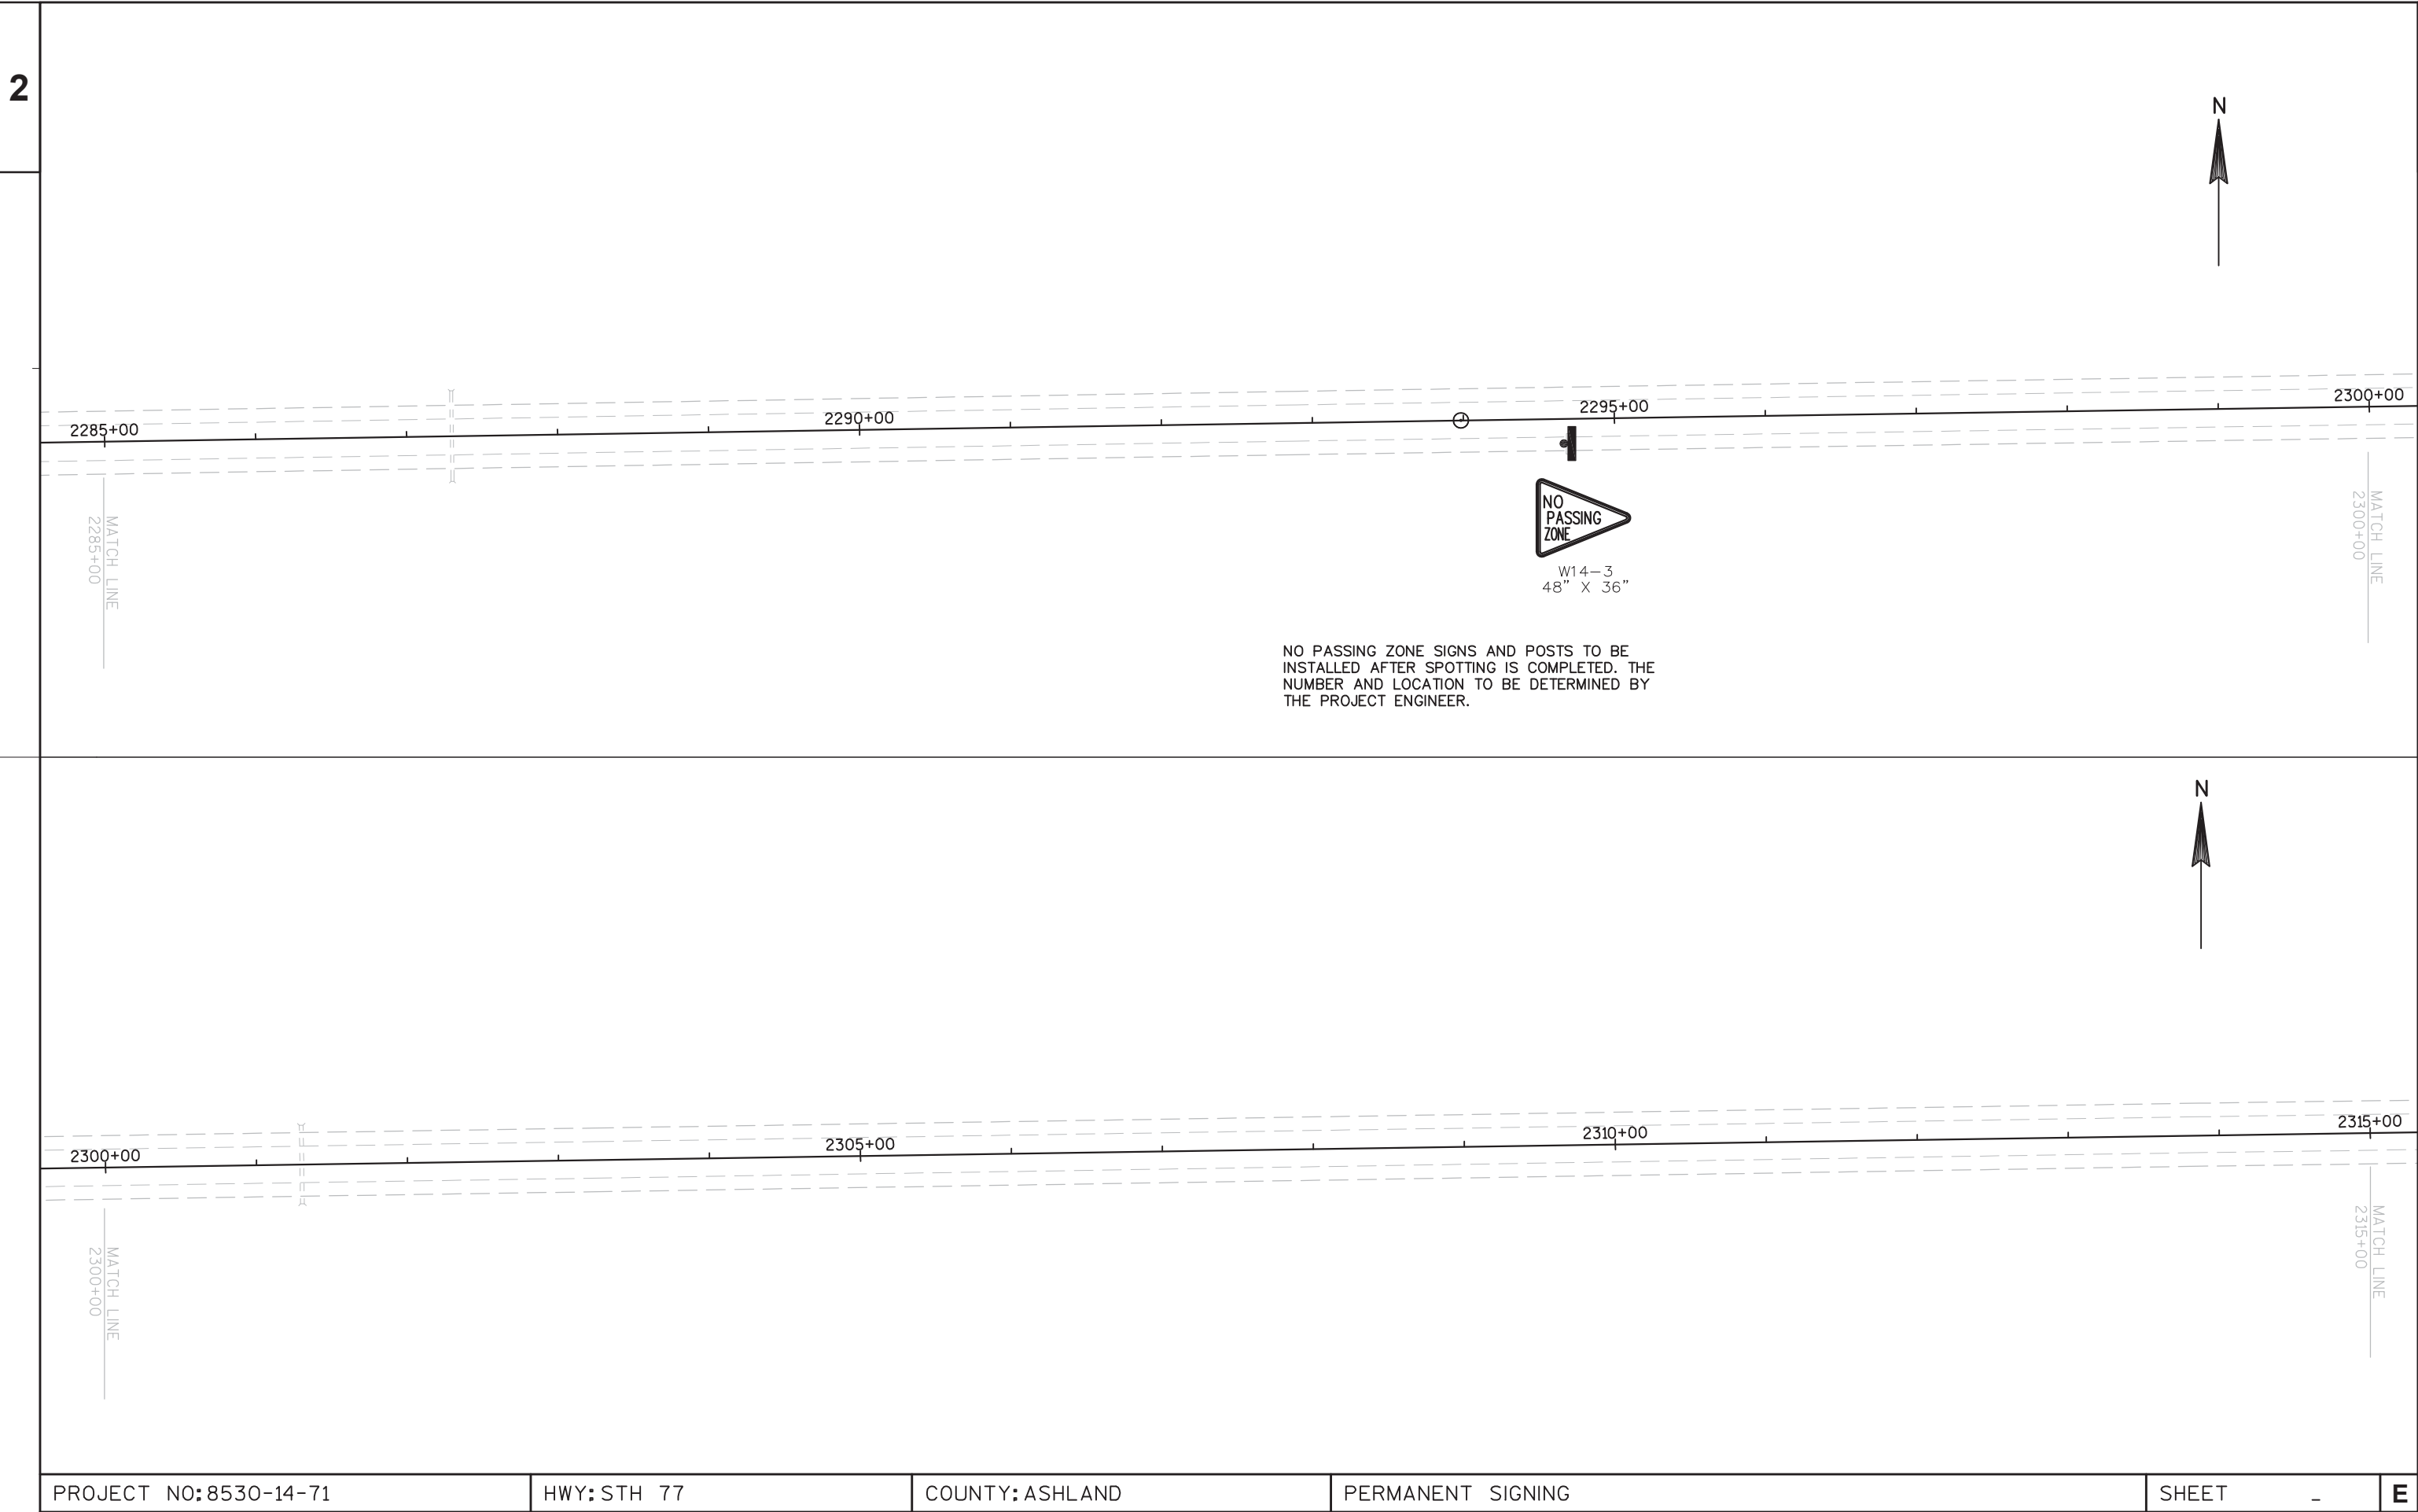 2
N
2285+00
2290+00
2295+00
2300+00
MATCH LINE
2285+00
MATCH LINE
2300+00
NO
PASSING
ZONE
W14-3
48" X 36"
NO PASSING ZONE SIGNS AND POSTS TO BE
INSTALLED AFTER SPOTTING IS COMPLETED. THE
NUMBER AND LOCATION TO BE DETERMINED BY
THE PROJECT ENGINEER.
N
2300+00
2305+00
2310+00
2315+00
MATCH LINE
2300+00
MATCH LINE
2315+00
PROJECT NO: 8530-14-71
HWY: STH 77
COUNTY: ASHLAND
PERMANENT SIGNING
SHEET _
E